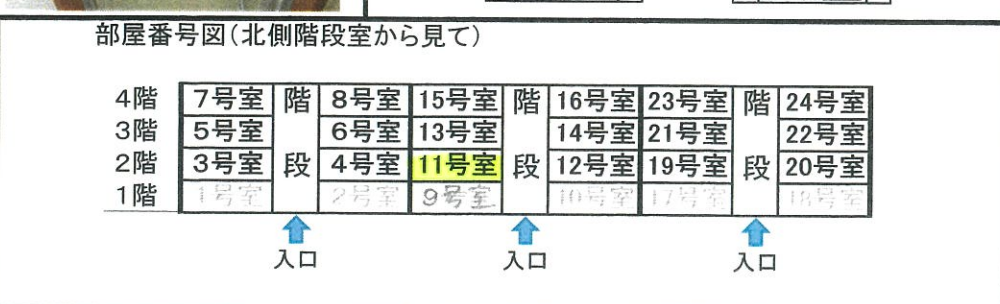 部屋番号図(北側階段室から見て)
4階 7号室 階 8号室 15号室 階 16号室 23号室 階 24号室
3階 5号室 6号室 13号室 14号室 21号室 22号室
2階 3号室 段 4号室 11号室 段 12号室 19号室 段 20号室
1階 1号室 2号室 9号室 10号室 17号室 18号室
入口 入口 入口